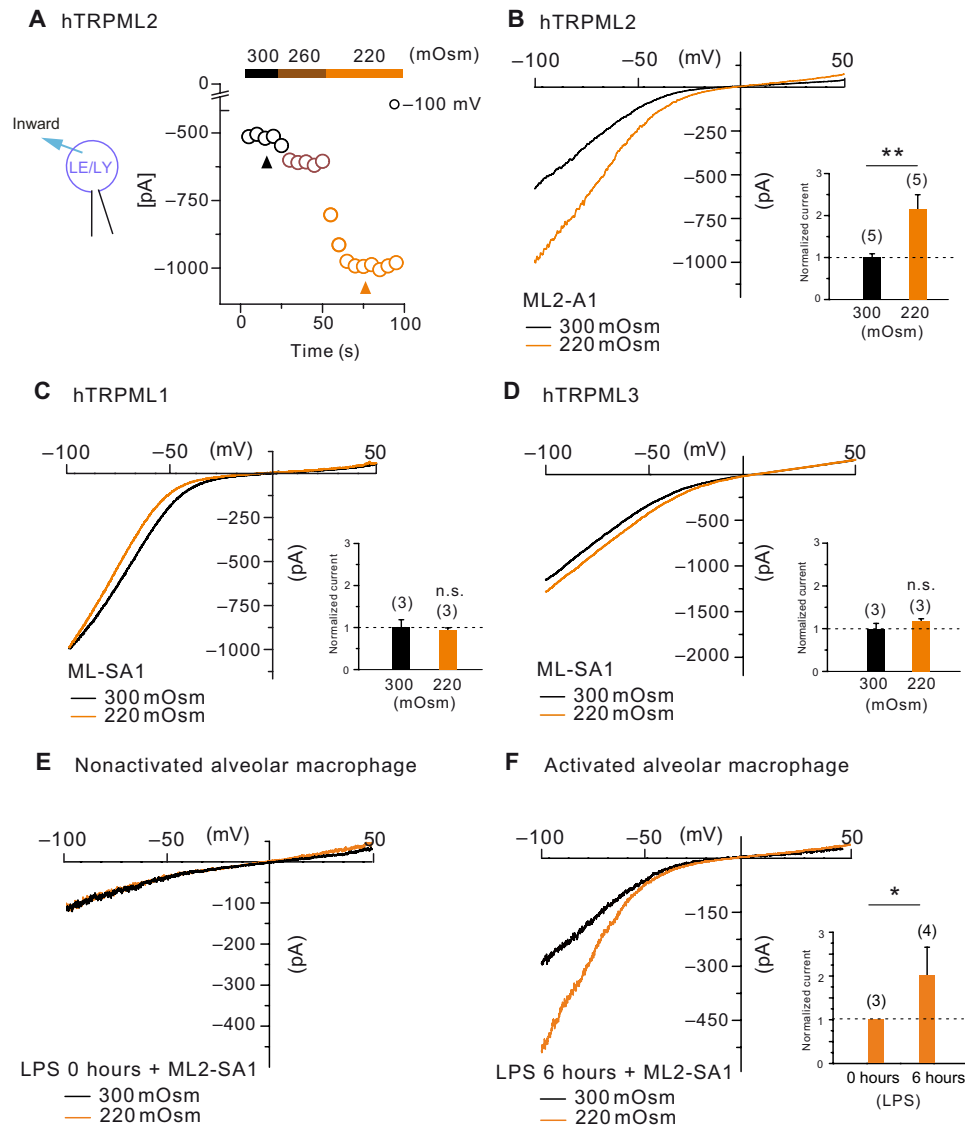 A hTRPML2
300 260 220 (mOsm)
0
–500
–750
–1000
[pA]
–100 mV
Inward
LE/LY
0 50 100
Time (s)
B hTRPML2
–100 –50 (mV) 50
–250
–500
–750
–1000
(pA)
ML2-A1
300 mOsm
220 mOsm
**
(5) (5)
Normalized current
3
2
1
0
300 220
(mOsm)
C hTRPML1
–100 –50 (mV) 50
–250
–500
–750
–1000
(pA)
ML-SA1
300 mOsm
220 mOsm
n.s.
(3) (3)
Normalized current
3
2
1
0
300 220
(mOsm)
D hTRPML3
–100 –50 (mV) 50
–500
–1000
–1500
–2000
(pA)
ML-SA1
300 mOsm
220 mOsm
n.s.
(3) (3)
Normalized current
3
2
1
0
300 220
(mOsm)
E Nonactivated alveolar macrophage
–100 –50 (mV) 50
–100
–200
–300
–400
(pA)
LPS 0 hours + ML2-SA1
300 mOsm
220 mOsm
F Activated alveolar macrophage
–100 –50 (mV) 50
–150
–300
–450
(pA)
LPS 6 hours + ML2-SA1
300 mOsm
220 mOsm
*
(3) (4)
Normalized current
3
2
1
0
0 hours 6 hours
(LPS)